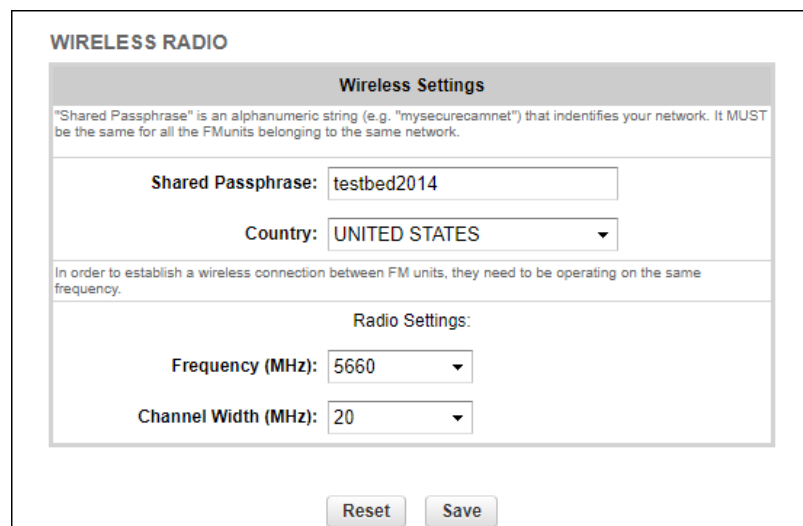 WIRELESS RADIO
Wireless Settings
"Shared Passphrase" is an alphanumeric string (e.g. "mysecurecamnet") that indentifies your network. It MUST
be the same for all the FMunits belonging to the same network.
Shared Passphrase: testbed2014
Country: UNITED STATES
In order to establish a wireless connection between FM units, they need to be operating on the same
frequency.
Radio Settings:
Frequency (MHz): 5660
Channel Width (MHz): 20
Reset Save